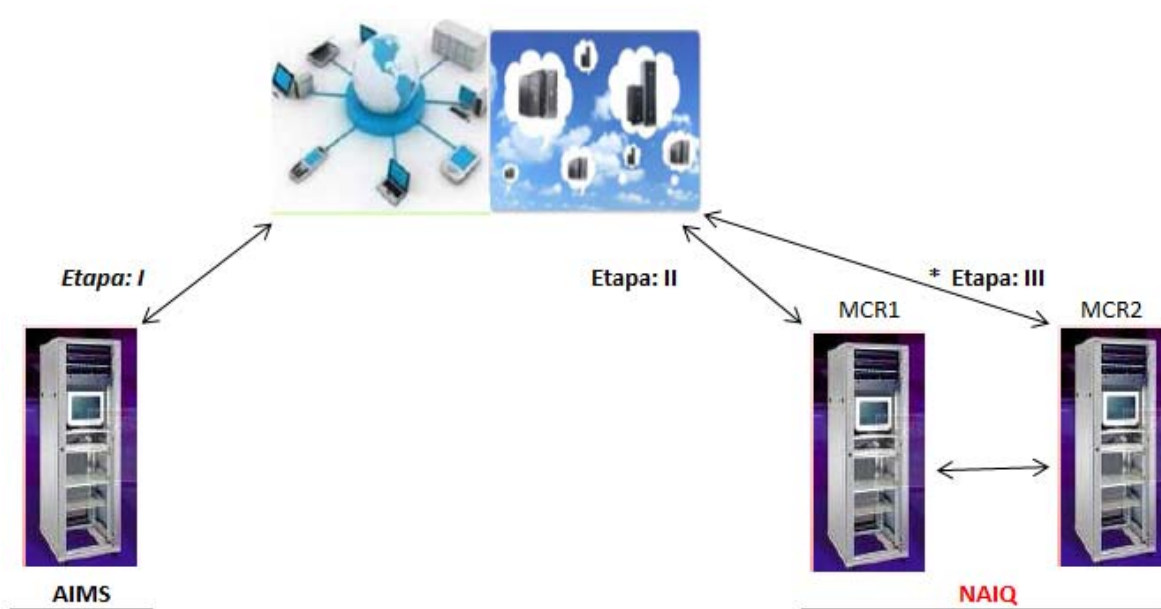 Etapa: I
Etapa: II
* Etapa: III
MCR1
MCR2
AIMS
NAIQ